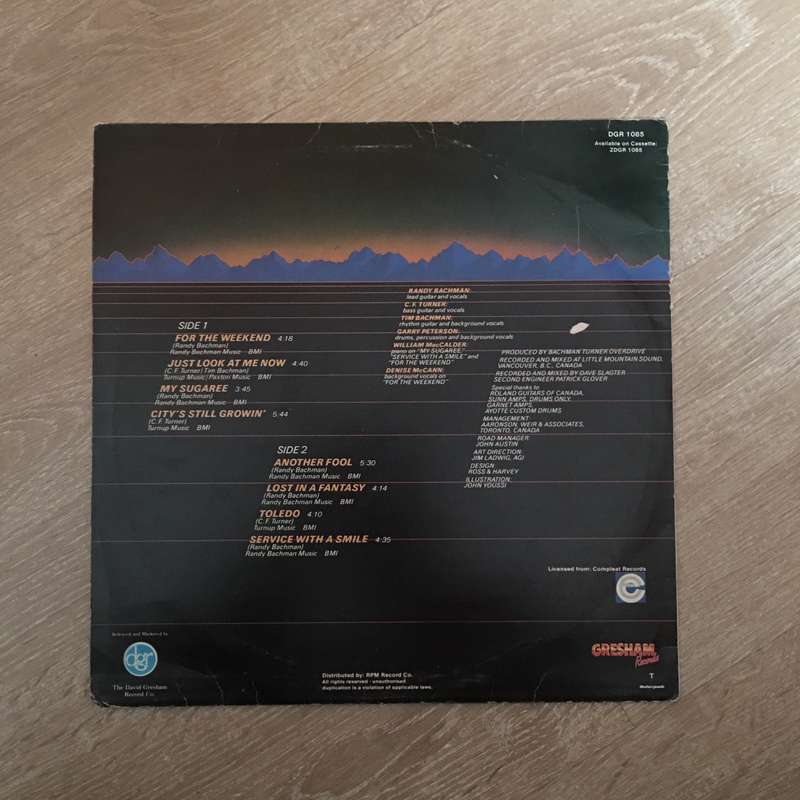 DGR 1085
Available on Cassette:
ZDGR 1085
SIDE 1
FOR THE WEEKEND 4:18
(Randy Bachman)
Randy Bachman Music BMI
JUST LOOK AT ME NOW 4:40
(C.F. Turner/Tim Bachman)
Turnup Music/Paxton Music BMI
MY SUGAREE 3:45
(Randy Bachman)
Randy Bachman Music BMI
CITY'S STILL GROWIN' 5:44
(C.F. Turner)
Turnup Music BMI
SIDE 2
ANOTHER FOOL 5:30
(Randy Bachman)
Randy Bachman Music BMI
LOST IN A FANTASY 4:14
(Randy Bachman)
Randy Bachman Music BMI
TOLEDO 4:10
(C.F. Turner)
Turnup Music BMI
SERVICE WITH A SMILE 4:35
(Randy Bachman)
Randy Bachman Music BMI
RANDY BACHMAN:
lead guitar and vocals
C.F. TURNER:
bass guitar and vocals
TIM BACHMAN:
rhythm guitar and background vocals
GARRY PETERSON:
drums, percussion and background vocals
WILLIAM MacCALDER:
piano on "MY SUGAREE,"
"SERVICE WITH A SMILE" and
"FOR THE WEEKEND"
DENISE McCANN:
background vocals on
"FOR THE WEEKEND"
PRODUCED BY BACHMAN TURNER OVERDRIVE
RECORDED AND MIXED AT LITTLE MOUNTAIN SOUND,
VANCOUVER, B.C., CANADA
RECORDED AND MIXED BY DAVE SLAGTER
SECOND ENGINEER PATRICK GLOVER
Special thanks to
ROLAND GUITARS OF CANADA,
SUNN AMPS, DRUMS ONLY,
GARNET AMPS,
AYOTTE CUSTOM DRUMS
MANAGEMENT:
AARONSON, WEIR & ASSOCIATES,
TORONTO, CANADA
ROAD MANAGER:
JOHN AUSTIN
ART DIRECTION:
JIM LADWIG, AGI
DESIGN:
ROSS & HARVEY
ILLUSTRATION:
JOHN YOUSSI
Licensed from: Compleat Records
Released and Marketed by
dgr
The David Gresham
Record Co.
Distributed by: RPM Record Co.
All rights reserved - unauthorised
duplication is a violation of applicable laws.
GRESHAM
Records
T